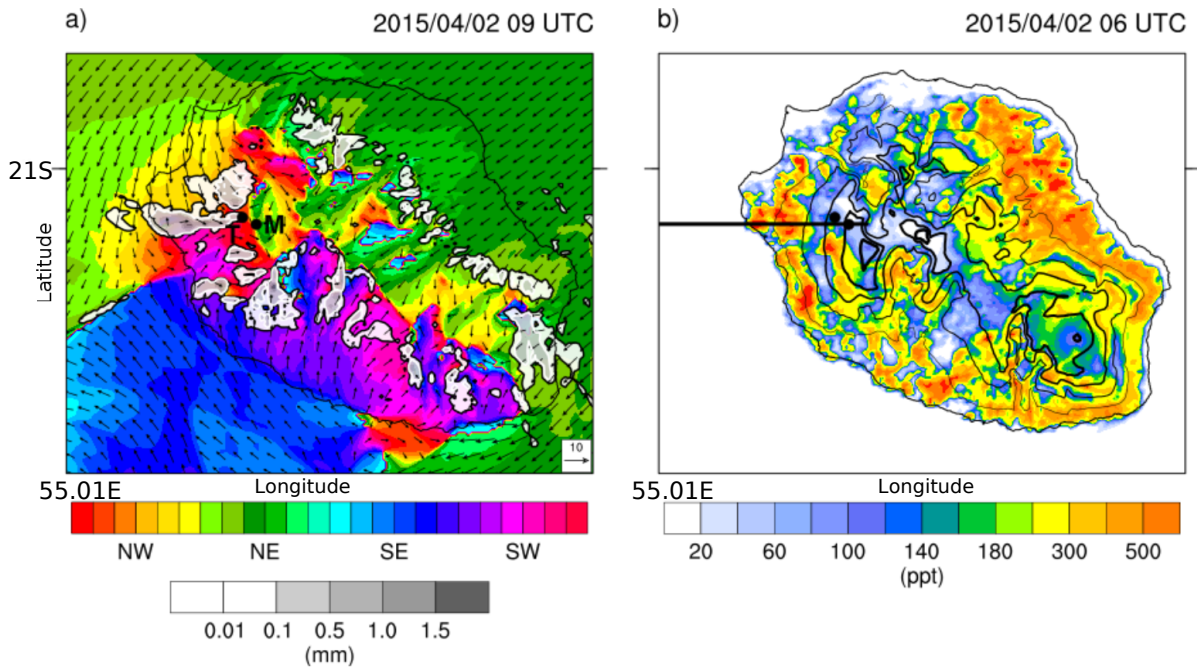 a) 2015/04/02 09 UTC
b) 2015/04/02 06 UTC
21S
Latitude
T
M
10
55.01E
Longitude
55.01E
Longitude
NW NE SE SW
20 60 100 140 180 300 500
(ppt)
0.01 0.1 0.5 1.0 1.5
(mm)